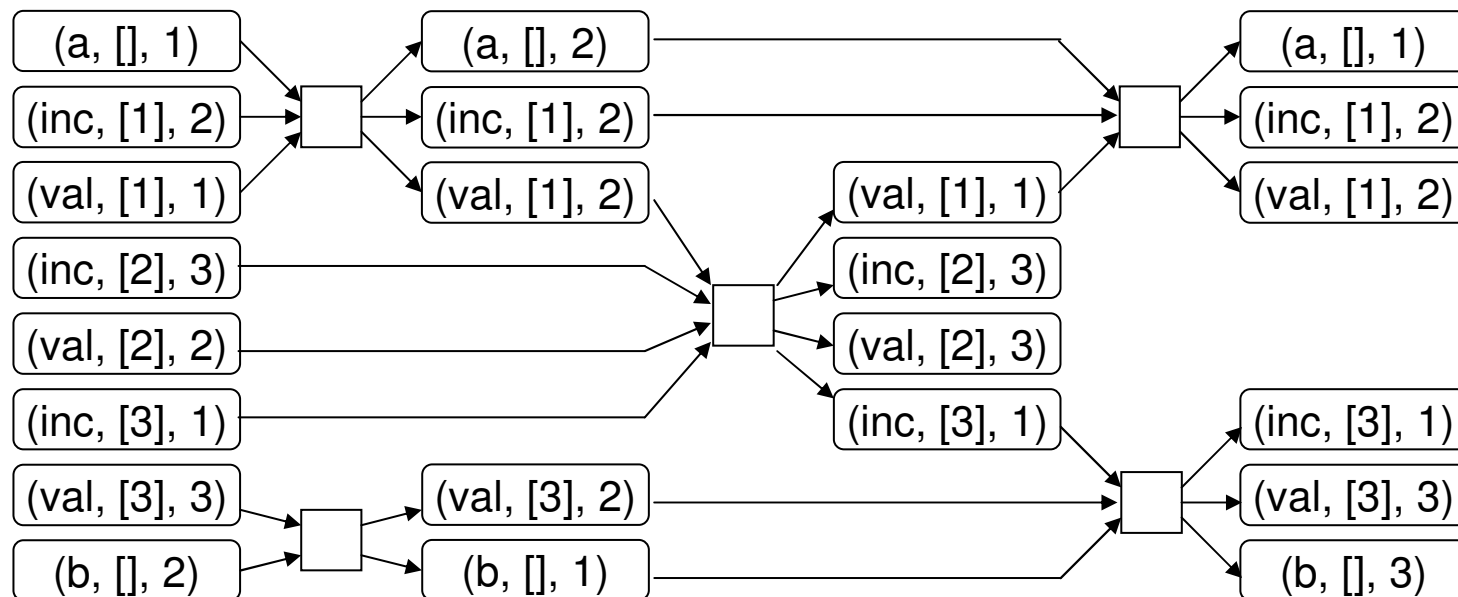 (a, [], 1)
(a, [], 2)
(a, [], 1)
(inc, [1], 2)
(inc, [1], 2)
(inc, [1], 2)
(val, [1], 1)
(val, [1], 2)
(val, [1], 1)
(val, [1], 2)
(inc, [2], 3)
(inc, [2], 3)
(val, [2], 2)
(val, [2], 3)
(inc, [3], 1)
(inc, [3], 1)
(inc, [3], 1)
(val, [3], 3)
(val, [3], 2)
(val, [3], 3)
(b, [], 2)
(b, [], 1)
(b, [], 3)